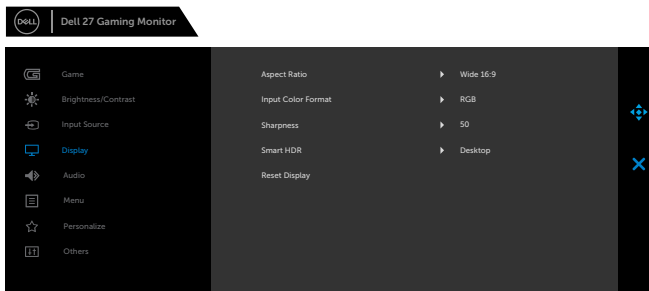 DELL
Dell 27 Gaming Monitor
Game
Brightness/Contrast
Input Source
Display
Audio
Menu
Personalize
Others
Aspect Ratio Wide 16:9
Input Color Format RGB
Sharpness 50
Smart HDR Desktop
Reset Display